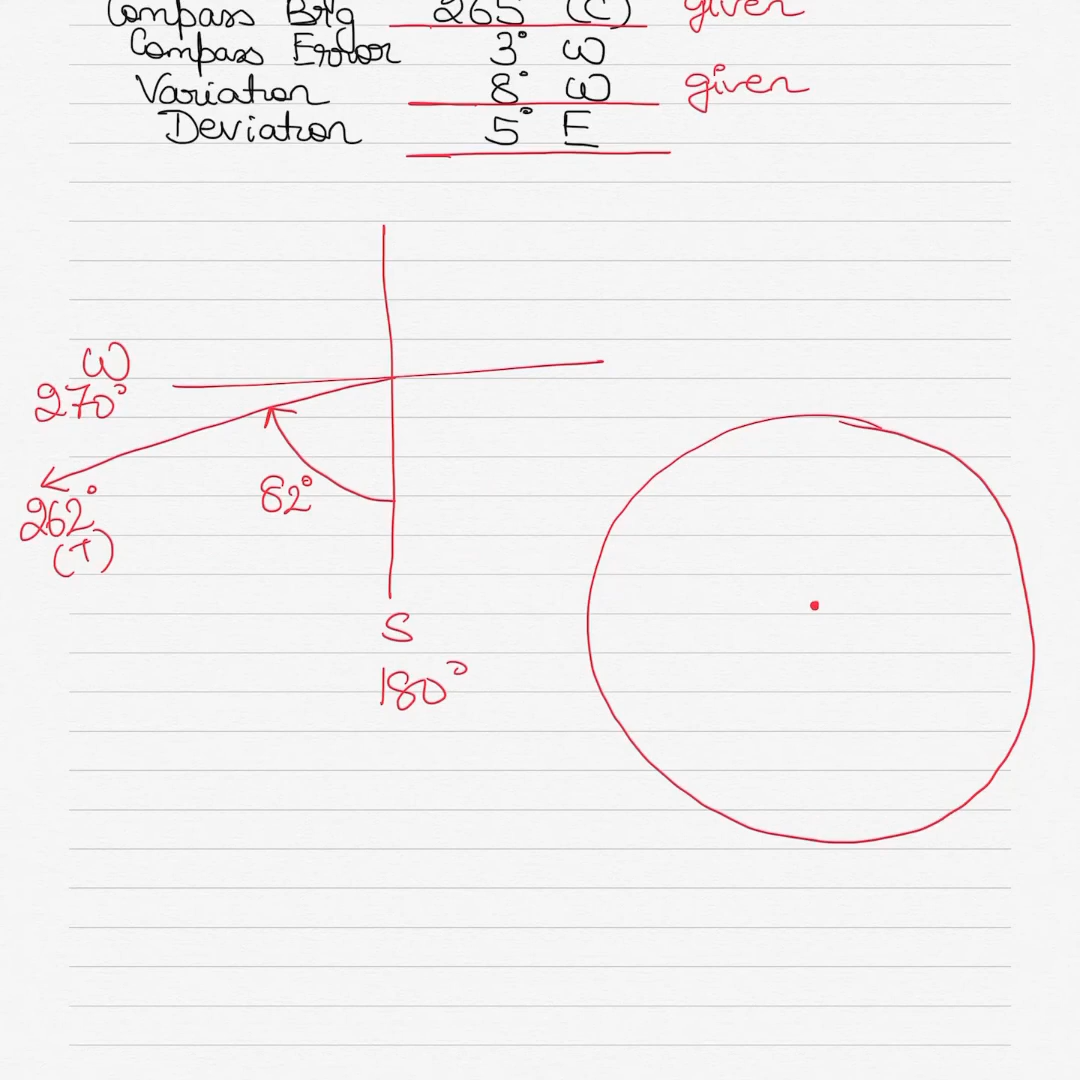 Compass Brg 265° (C) given
Compass Error 3° W
Variation 8° W given
Deviation 5° E
W
270°
82°
262°
(T)
S
180°